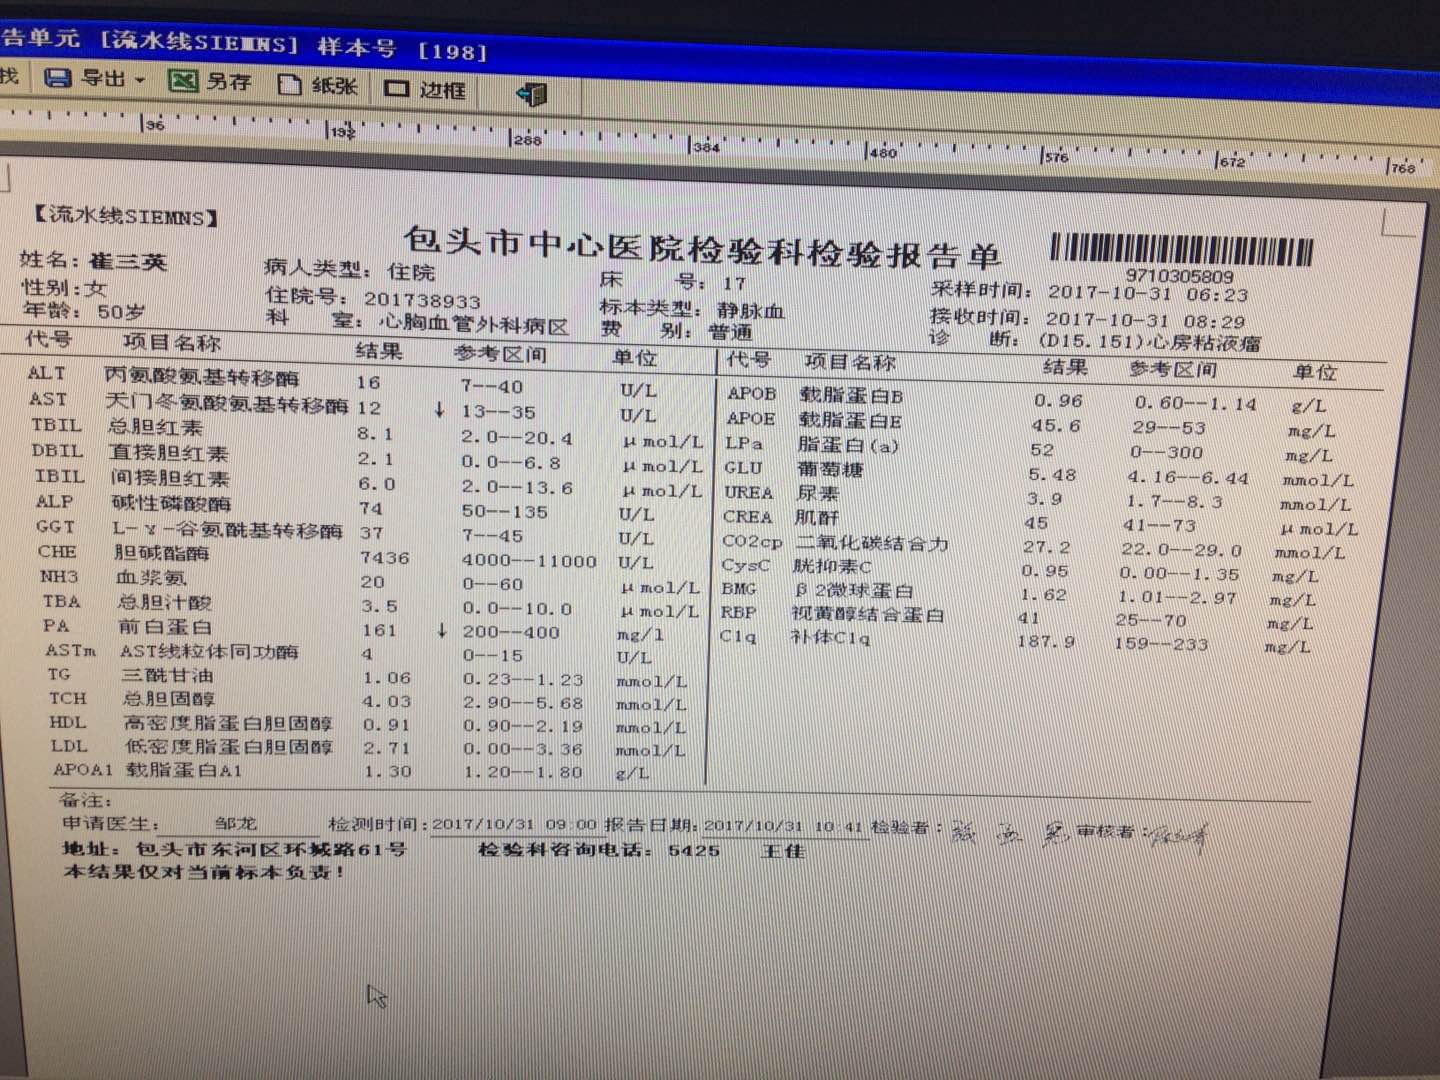 告单元 [流水线SIEMNS] 样本号 [198]
找 导出 另存 纸张 边框
96 192 288 384 480 576 672 768
【流水线SIEMNS】
包头市中心医院检验科检验报告单
9710305809
姓名: 崔三英 病人类型: 住院 床 号: 17 采样时间: 2017-10-31 06:23
性别:女 住院号: 201738933 标本类型: 静脉血 接收时间: 2017-10-31 08:29
年龄: 50岁 科 室: 心胸血管外科病区 费 别: 普通 诊 断: (D15.151)心房粘液瘤
代号 项目名称 结果 参考区间 单位 代号 项目名称 结果 参考区间 单位
ALT 丙氨酸氨基转移酶 16 7--40 U/L APOB 载脂蛋白B 0.96 0.60--1.14 g/L
AST 天门冬氨酸氨基转移酶 12 ↓ 13--35 U/L APOE 载脂蛋白E 45.6 29--53 mg/L
TBIL 总胆红素 8.1 2.0--20.4 μmol/L LPa 脂蛋白(a) 52 0--300 mg/L
DBIL 直接胆红素 2.1 0.0--6.8 μmol/L GLU 葡萄糖 5.48 4.16--6.44 mmol/L
IBIL 间接胆红素 6.0 2.0--13.6 μmol/L UREA 尿素 3.9 1.7--8.3 mmol/L
ALP 碱性磷酸酶 74 50--135 U/L CREA 肌酐 45 41--73 μmol/L
GGT L-γ-谷氨酰基转移酶 37 7--45 U/L CO2cp 二氧化碳结合力 27.2 22.0--29.0 mmol/L
CHE 胆碱酯酶 7436 4000--11000 U/L CysC 胱抑素C 0.95 0.00--1.35 mg/L
NH3 血浆氨 20 0--60 μmol/L BMG β2微球蛋白 1.62 1.01--2.97 mg/L
TBA 总胆汁酸 3.5 0.0--10.0 μmol/L RBP 视黄醇结合蛋白 41 25--70 mg/L
PA 前白蛋白 161 ↓ 200--400 mg/l C1q 补体C1q 187.9 159--233 mg/L
ASTm AST线粒体同功酶 4 0--15 U/L
TG 三酰甘油 1.06 0.23--1.23 mmol/L
TCH 总胆固醇 4.03 2.90--5.68 mmol/L
HDL 高密度脂蛋白胆固醇 0.91 0.90--2.19 mmol/L
LDL 低密度脂蛋白胆固醇 2.71 0.00--3.36 mmol/L
APOA1 载脂蛋白A1 1.30 1.20--1.80 g/L
备注:
申请医生: 邹龙 检测时间:2017/10/31 09:00 报告日期:2017/10/31 10:41 检验者: 审核者:
地址: 包头市东河区环城路61号 检验科咨询电话: 5425 王佳
本结果仅对当前标本负责!